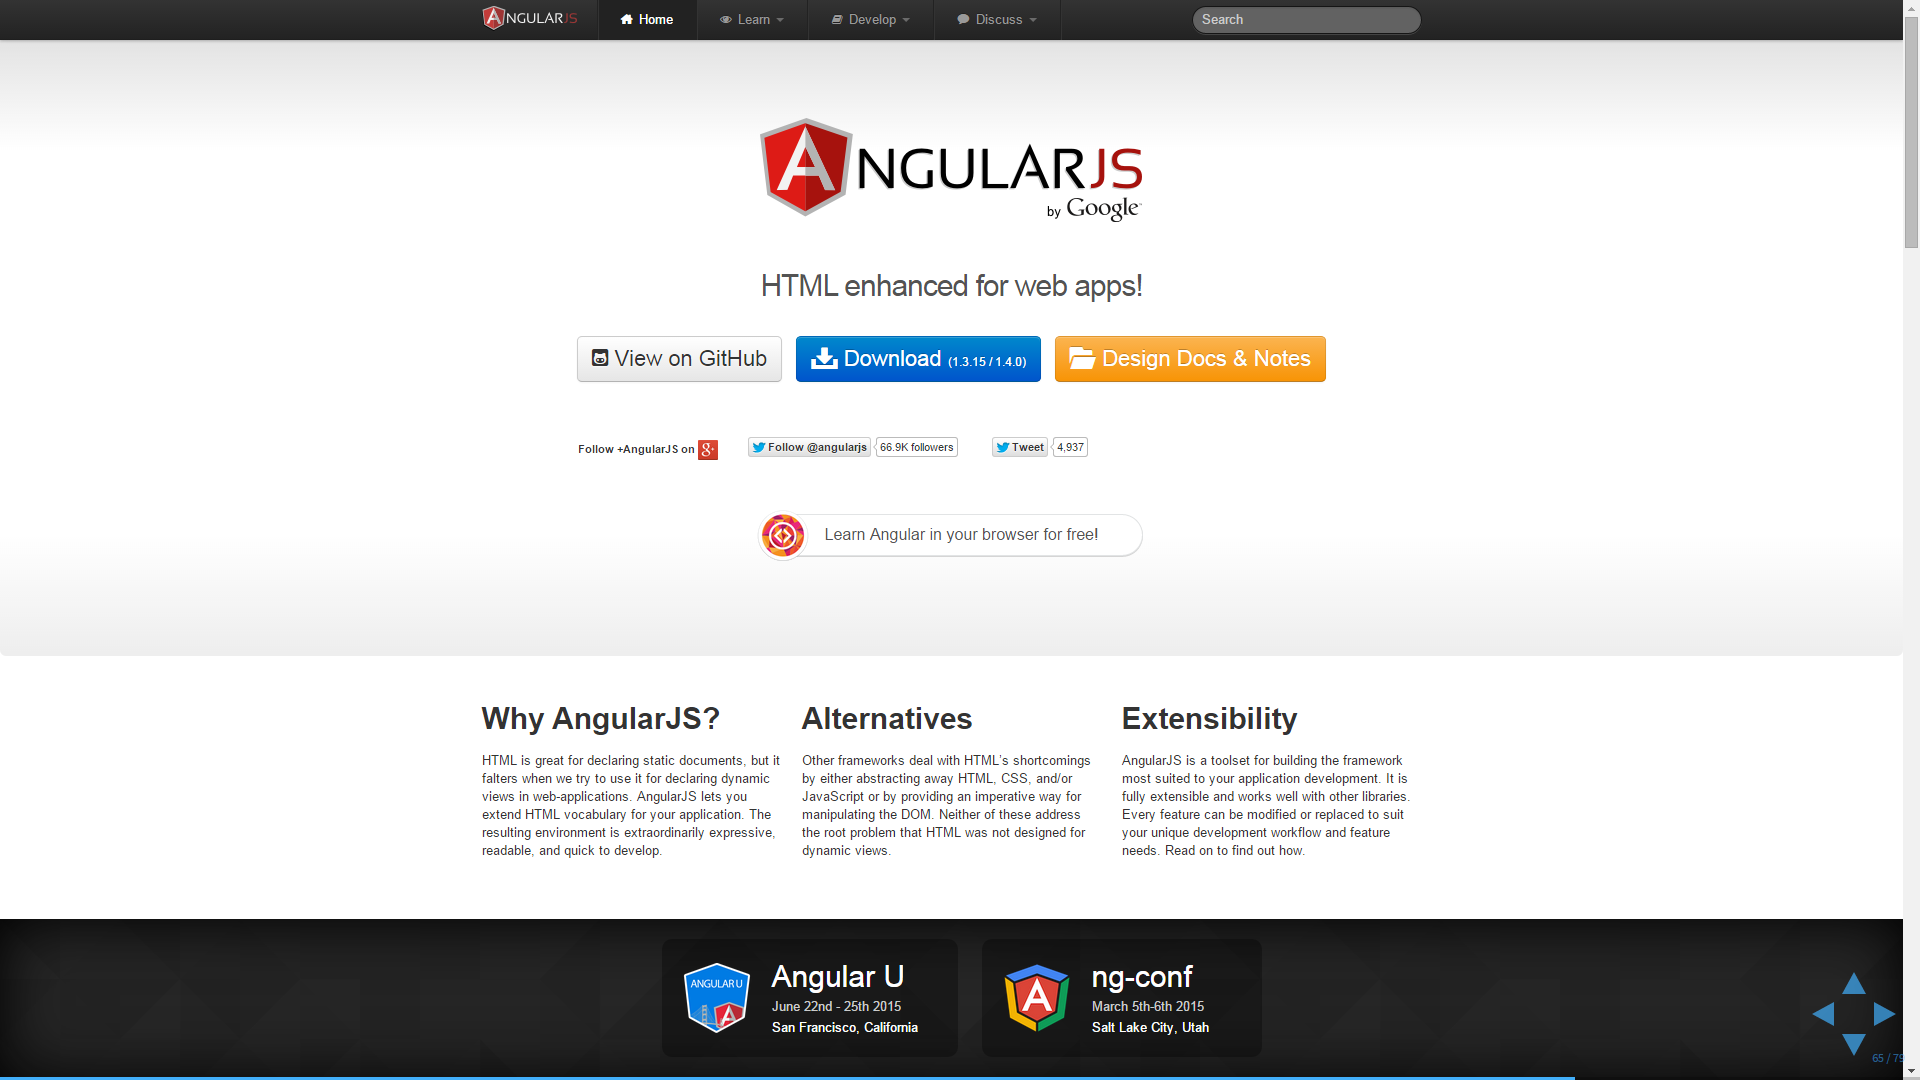 ANGULARJS
Home
Learn
Develop
Discuss
Search
ANGULARJS
by Google
HTML enhanced for web apps!
View on GitHub
Download (1.3.15 / 1.4.0)
Design Docs & Notes
Follow +AngularJS on g+
Follow @angularjs
66.9K followers
Tweet
4,937
Learn Angular in your browser for free!
Why AngularJS?
HTML is great for declaring static documents, but it
falters when we try to use it for declaring dynamic
views in web-applications. AngularJS lets you
extend HTML vocabulary for your application. The
resulting environment is extraordinarily expressive,
readable, and quick to develop.
Alternatives
Other frameworks deal with HTML's shortcomings
by either abstracting away HTML, CSS, and/or
JavaScript or by providing an imperative way for
manipulating the DOM. Neither of these address
the root problem that HTML was not designed for
dynamic views.
Extensibility
AngularJS is a toolset for building the framework
most suited to your application development. It is
fully extensible and works well with other libraries.
Every feature can be modified or replaced to suit
your unique development workflow and feature
needs. Read on to find out how.
ANGULAR U
A
Angular U
June 22nd - 25th 2015
San Francisco, California
A
ng-conf
March 5th-6th 2015
Salt Lake City, Utah
65 / 79